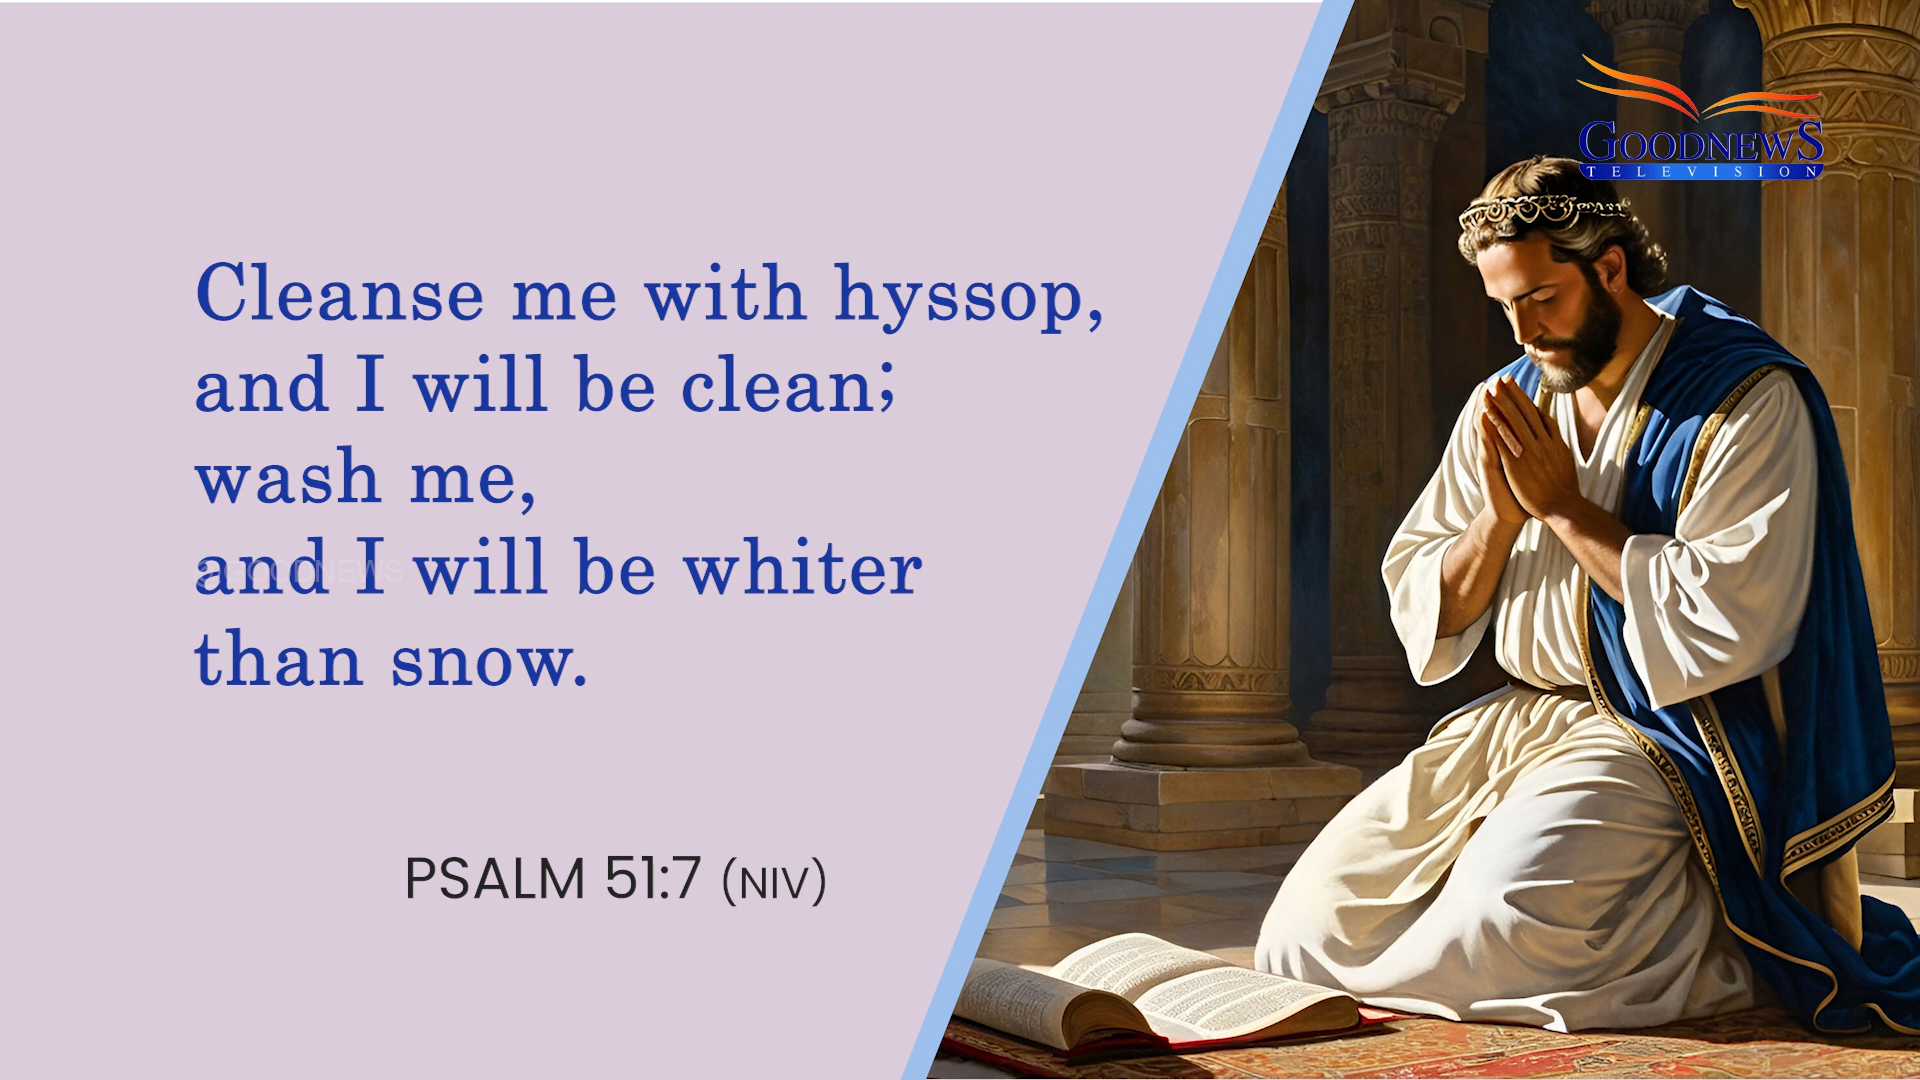 GOODNEWS
TELEVISION
Cleanse me with hyssop,
and I will be clean;
wash me,
and I will be whiter
than snow.
@GOODNEWS
PSALM 51:7 (NIV)